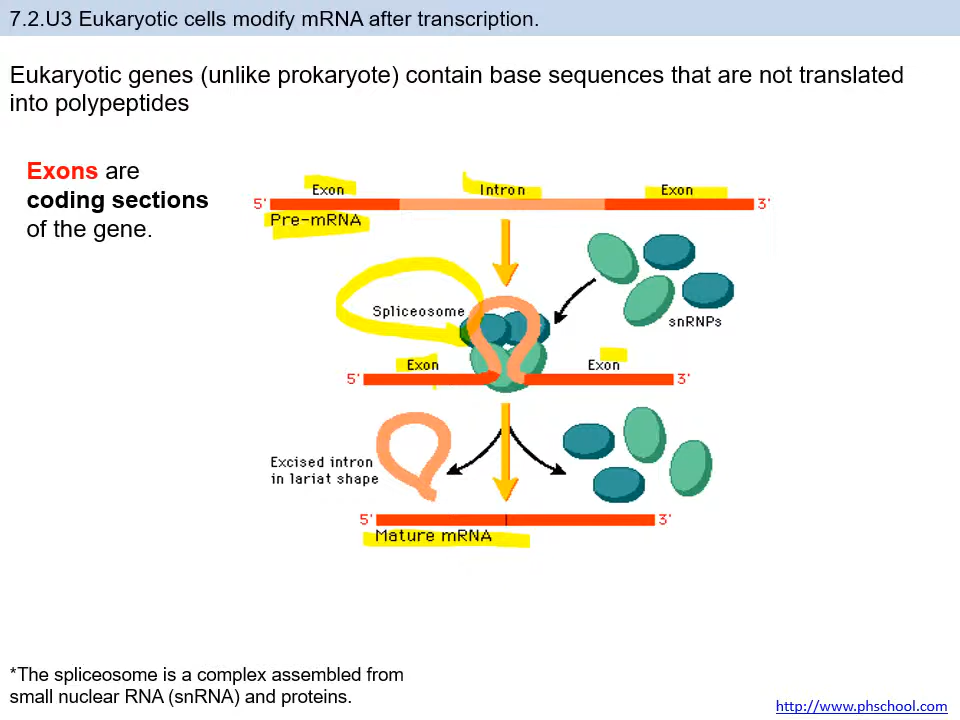 7.2.U3 Eukaryotic cells modify mRNA after transcription.
Eukaryotic genes (unlike prokaryote) contain base sequences that are not translated
into polypeptides
Exons are
coding sections
of the gene.
Exon
Intron
Exon
5'
3'
Pre-mRNA
snRNPs
Spliceosome
Exon
Exon
5'
3'
Excised intron
in lariat shape
5'
3'
Mature mRNA
*The spliceosome is a complex assembled from
small nuclear RNA (snRNA) and proteins.
http://www.phschool.com